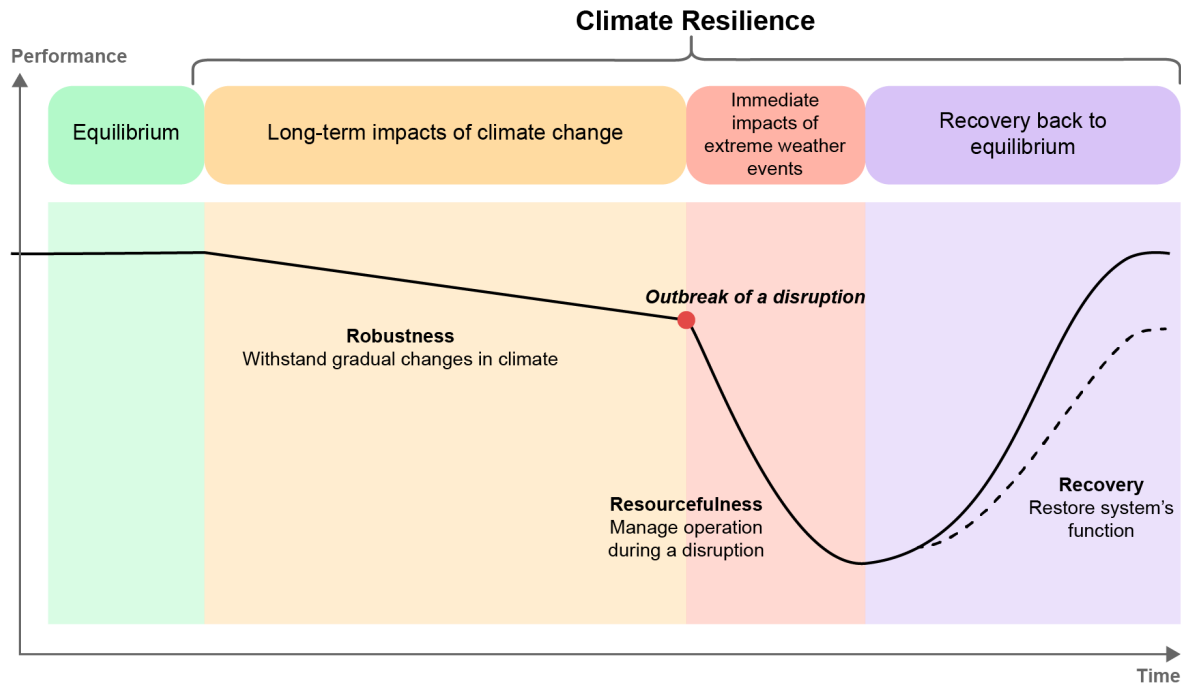 Climate Resilience
Performance
Equilibrium
Long-term impacts of climate change
Immediate
impacts of
extreme weather
events
Recovery back to
equilibrium
Outbreak of a disruption
Robustness
Withstand gradual changes in climate
Resourcefulness
Manage operation
during a disruption
Recovery
Restore system's
function
Time